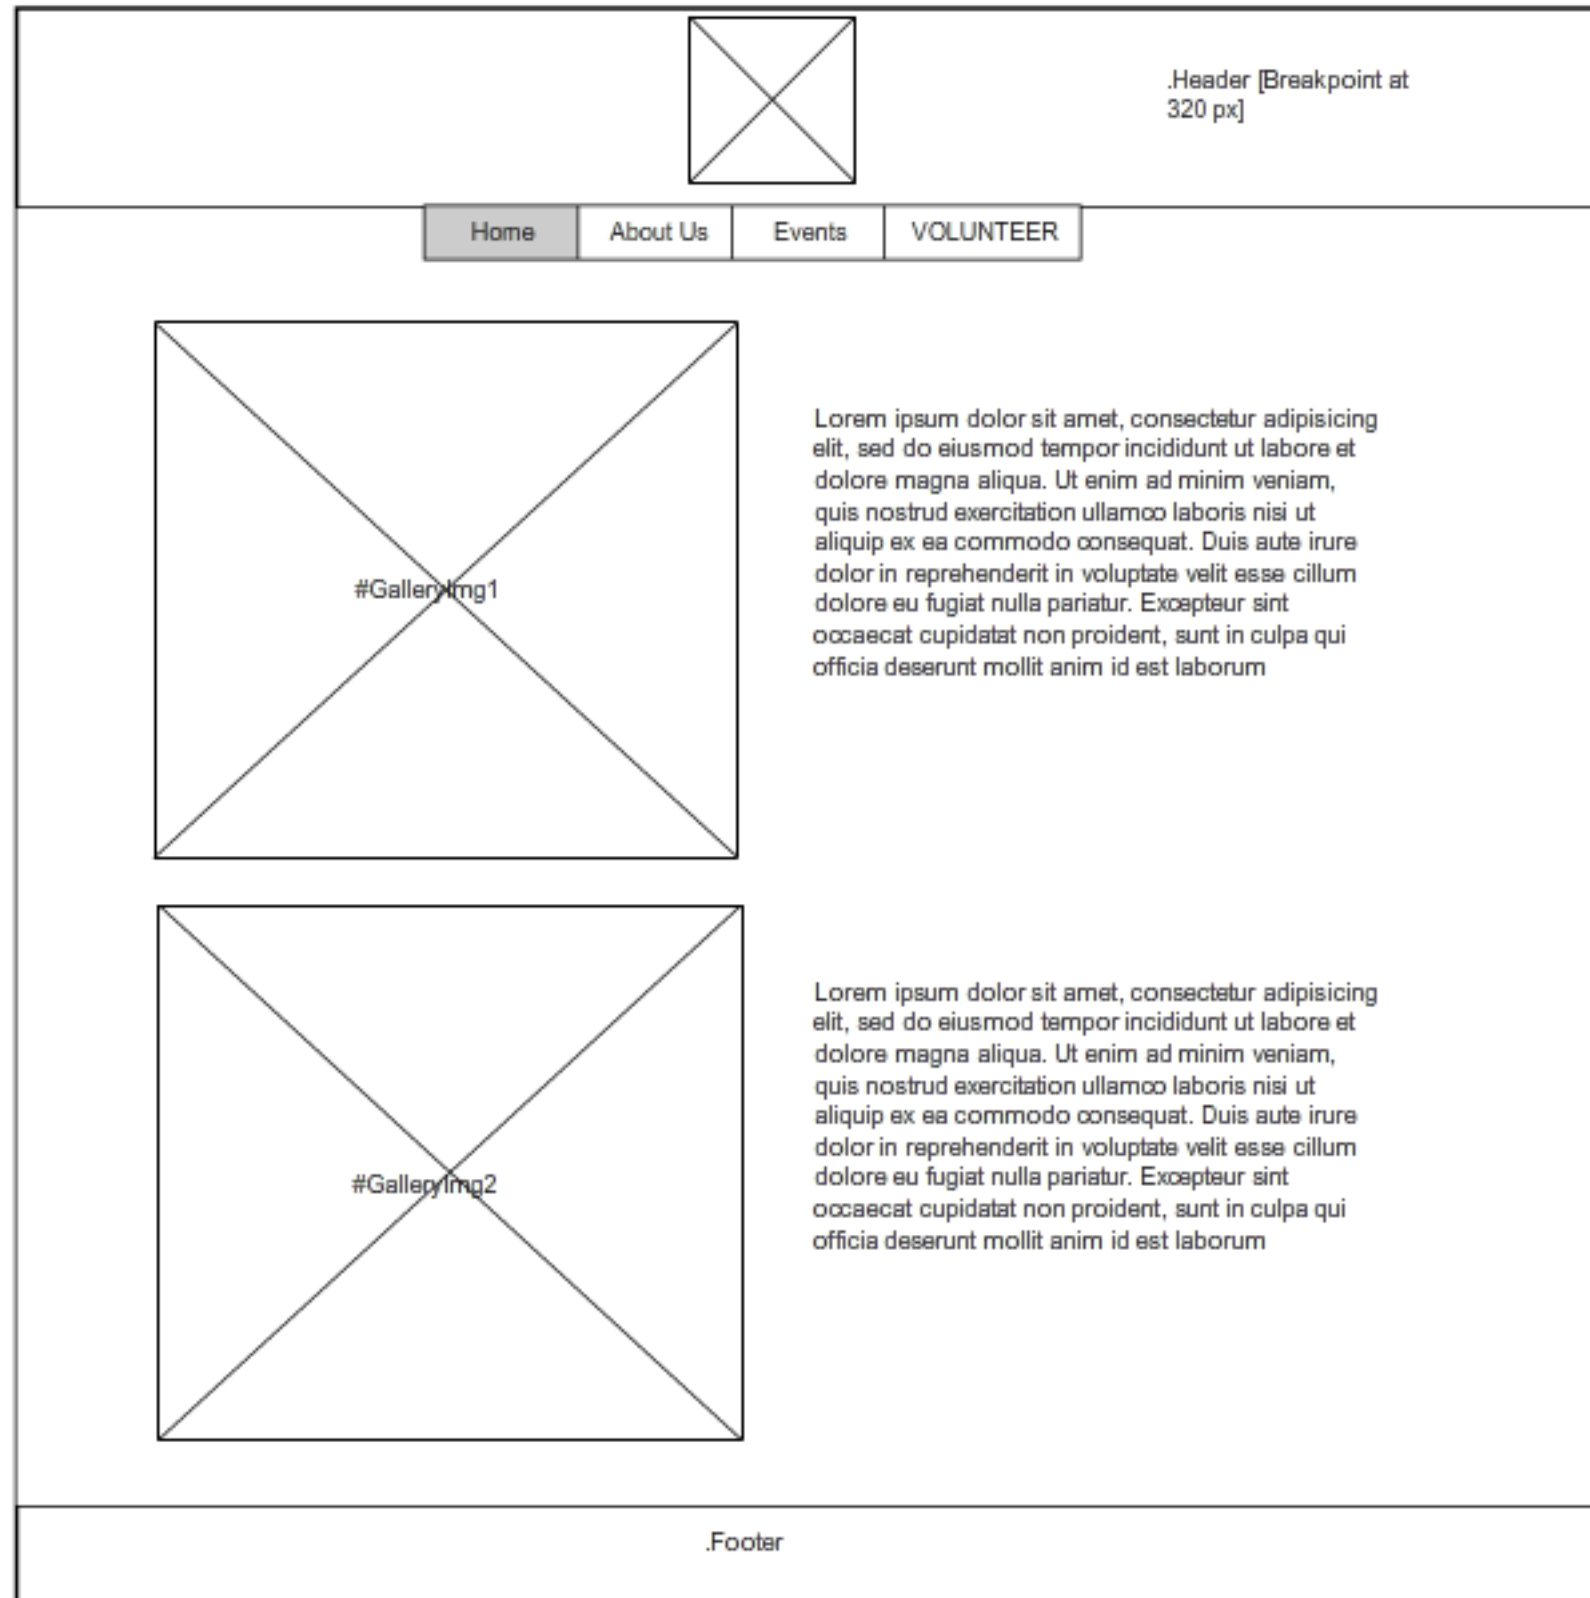 .Header [Breakpoint at
320 px]
Home About Us Events VOLUNTEER
#GalleryImg1
Lorem ipsum dolor sit amet, consectetur adipisicing
elit, sed do eiusmod tempor incididunt ut labore et
dolore magna aliqua. Ut enim ad minim veniam,
quis nostrud exercitation ullamco laboris nisi ut
aliquip ex ea commodo consequat. Duis aute irure
dolor in reprehenderit in voluptate velit esse cillum
dolore eu fugiat nulla pariatur. Excepteur sint
occaecat cupidatat non proident, sunt in culpa qui
officia deserunt mollit anim id est laborum
#GalleryImg2
Lorem ipsum dolor sit amet, consectetur adipisicing
elit, sed do eiusmod tempor incididunt ut labore et
dolore magna aliqua. Ut enim ad minim veniam,
quis nostrud exercitation ullamco laboris nisi ut
aliquip ex ea commodo consequat. Duis aute irure
dolor in reprehenderit in voluptate velit esse cillum
dolore eu fugiat nulla pariatur. Excepteur sint
occaecat cupidatat non proident, sunt in culpa qui
officia deserunt mollit anim id est laborum
.Footer